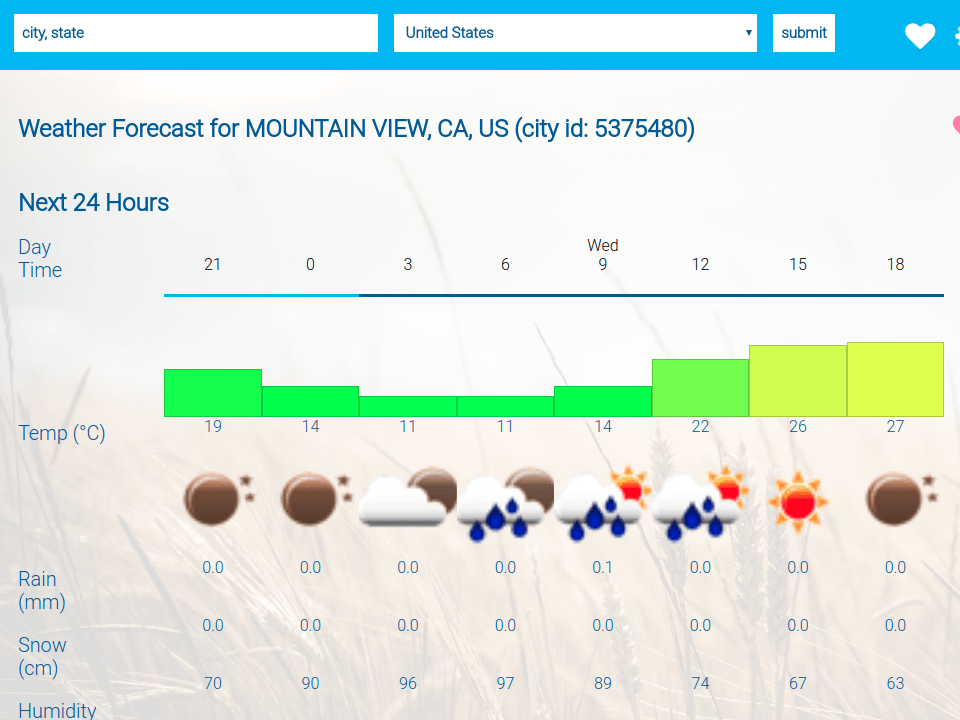 city, state United States submit
Weather Forecast for MOUNTAIN VIEW, CA, US (city id: 5375480)
Next 24 Hours
Day Wed
Time 21 0 3 6 9 12 15 18
Temp (°C) 19 14 11 11 14 22 26 27
0.0 0.0 0.0 0.0 0.1 0.0 0.0 0.0
Rain
(mm)
0.0 0.0 0.0 0.0 0.0 0.0 0.0 0.0
Snow
(cm)
70 90 96 97 89 74 67 63
Humidity